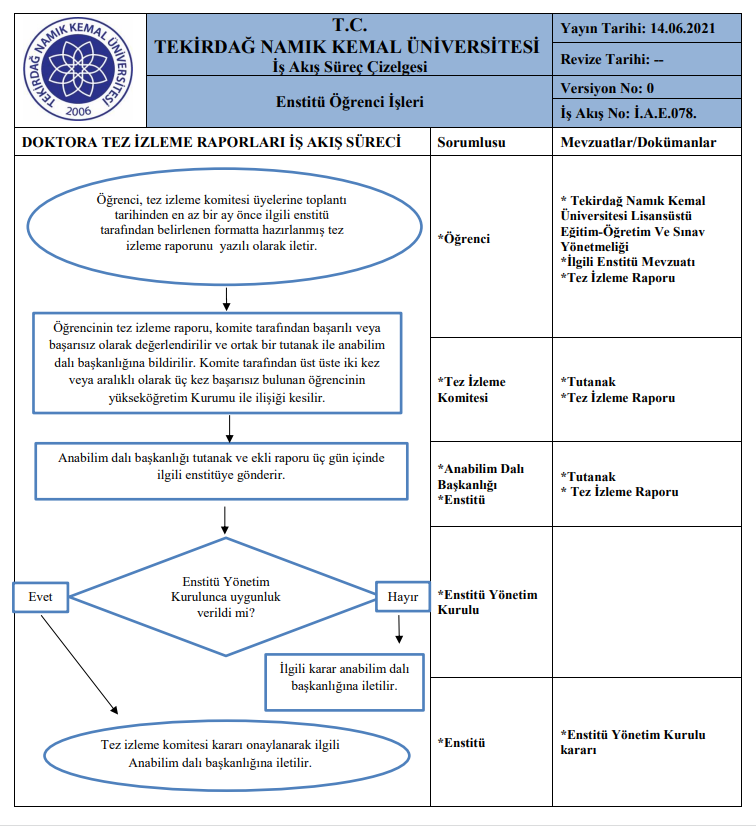 TEKİRDAĞ NAMIK KEMAL ÜNİVERSİTESİ
2006
T.C.
TEKİRDAĞ NAMIK KEMAL ÜNİVERSİTESİ
İş Akış Süreç Çizelgesi
Enstitü Öğrenci İşleri
Yayın Tarihi: 14.06.2021
Revize Tarihi: --
Versiyon No: 0
İş Akış No: İ.A.E.078.
DOKTORA TEZ İZLEME RAPORLARI İŞ AKIŞ SÜRECİ
Sorumlusu
Mevzuatlar/Dokümanlar
Öğrenci, tez izleme komitesi üyelerine toplantı
tarihinden en az bir ay önce ilgili enstitü
tarafından belirlenen formatta hazırlanmış tez
izleme raporunu yazılı olarak iletir.
*Öğrenci
* Tekirdağ Namık Kemal
Üniversitesi Lisansüstü
Eğitim-Öğretim Ve Sınav
Yönetmeliği
*İlgili Enstitü Mevzuatı
*Tez İzleme Raporu
Öğrencinin tez izleme raporu, komite tarafından başarılı veya
başarısız olarak değerlendirilir ve ortak bir tutanak ile anabilim
dalı başkanlığına bildirilir. Komite tarafından üst üste iki kez
veya aralıklı olarak üç kez başarısız bulunan öğrencinin
yükseköğretim Kurumu ile ilişiği kesilir.
*Tez İzleme
Komitesi
*Tutanak
*Tez İzleme Raporu
Anabilim dalı başkanlığı tutanak ve ekli raporu üç gün içinde
ilgili enstitüye gönderir.
*Anabilim Dalı
Başkanlığı
*Enstitü
*Tutanak
* Tez İzleme Raporu
Enstitü Yönetim
Kurulunca uygunluk
verildi mi?
Evet
Hayır
*Enstitü Yönetim
Kurulu
İlgili karar anabilim dalı
başkanlığına iletilir.
Tez izleme komitesi kararı onaylanarak ilgili
Anabilim dalı başkanlığına iletilir.
*Enstitü
*Enstitü Yönetim Kurulu
kararı